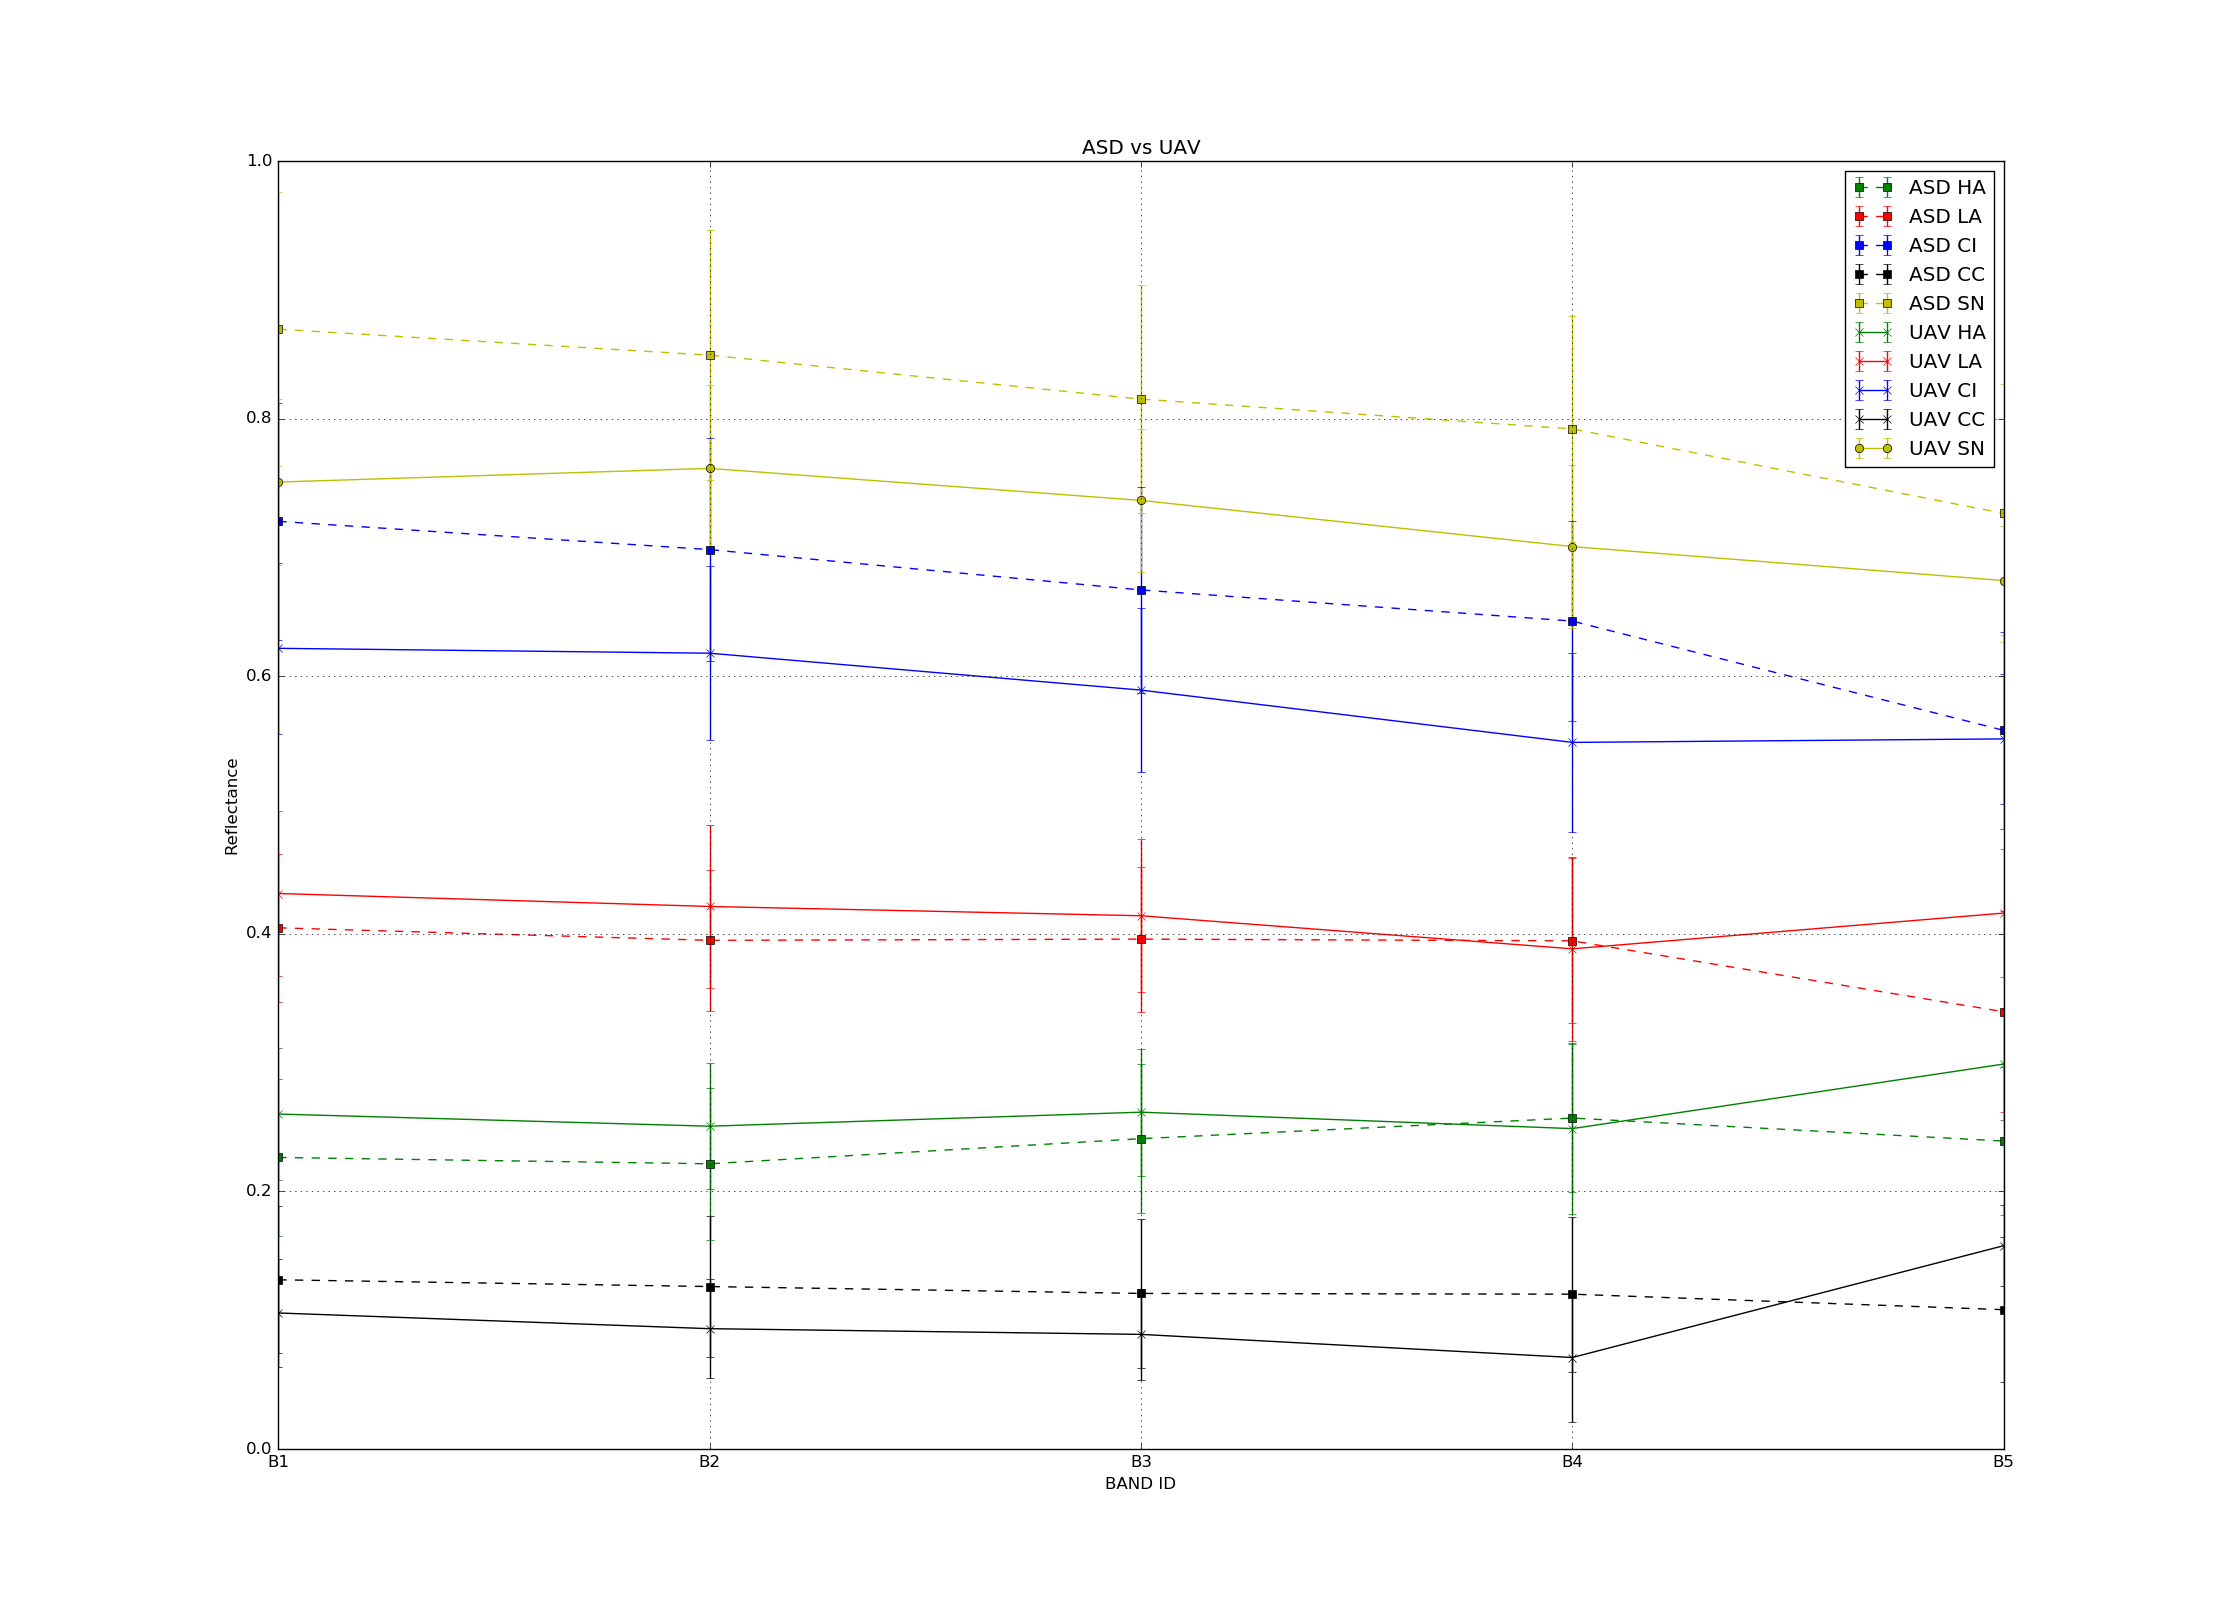 ASD vs UAV
1.0
0.8
0.6
0.4
0.2
0.0
Reflectance
B1
B2
B3
B4
B5
BAND ID
ASD HA
ASD LA
ASD CI
ASD CC
ASD SN
UAV HA
UAV LA
UAV CI
UAV CC
UAV SN